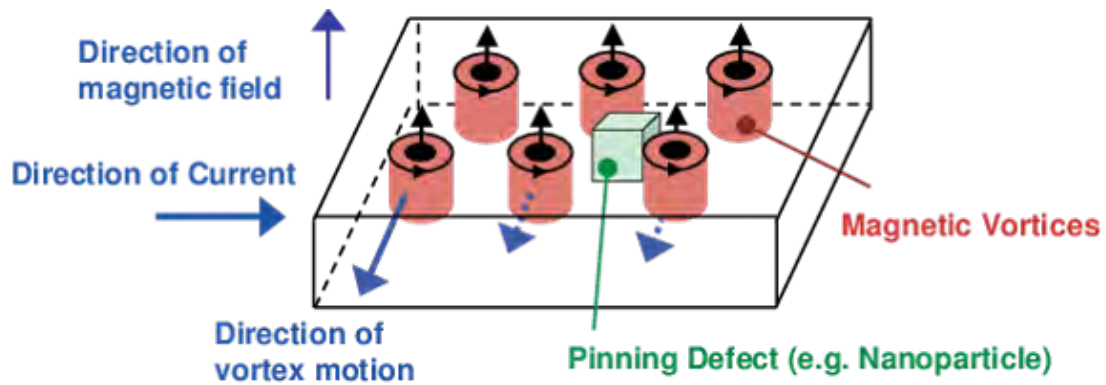 Direction of
magnetic field
Direction of Current
Magnetic Vortices
Direction of
vortex motion
Pinning Defect (e.g. Nanoparticle)